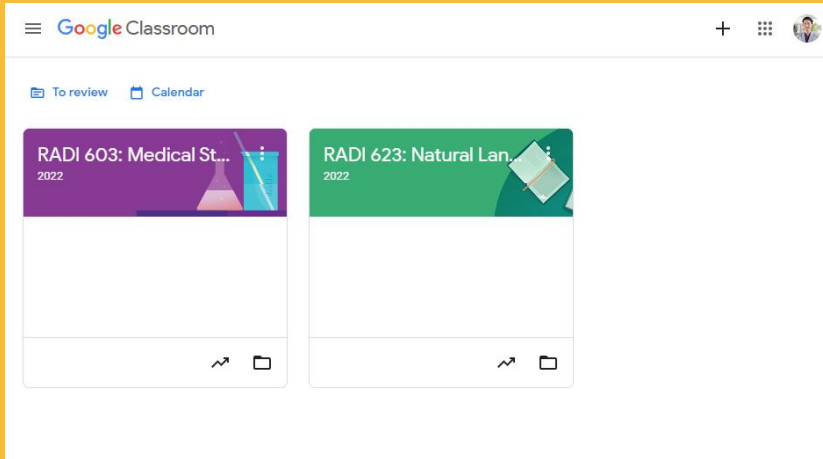 Google Classroom
To review Calendar
RADI 603: Medical St...
2022
RADI 623: Natural Lan...
2022